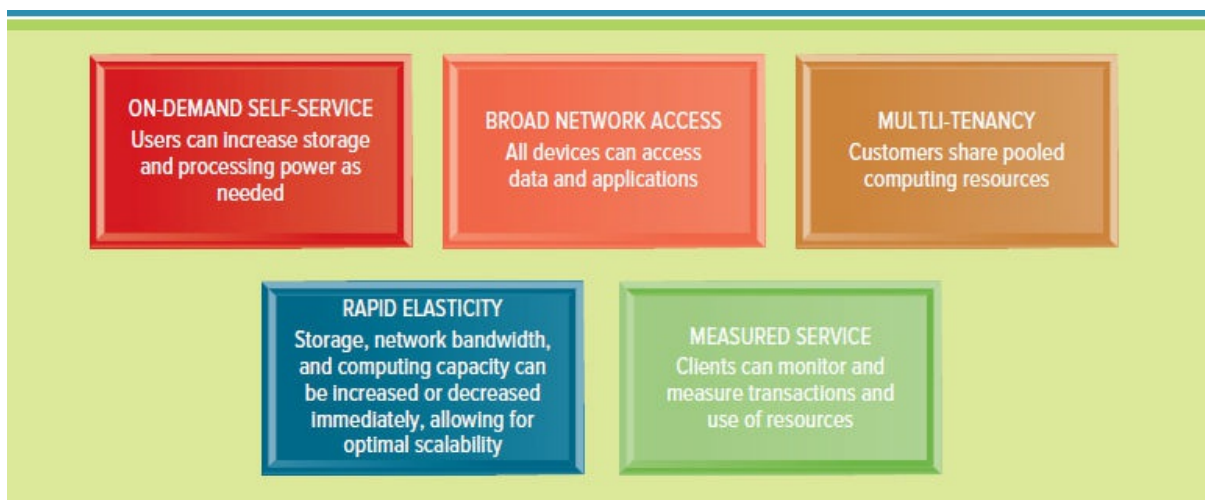 ON-DEMAND SELF-SERVICE
Users can increase storage
and processing power as
needed
BROAD NETWORK ACCESS
All devices can access
data and applications
MULTLI-TENANCY
Customers share pooled
computing resources
RAPID ELASTICITY
Storage, network bandwidth,
and computing capacity can
be increased or decreased
immediately, allowing for
optimal scalability
MEASURED SERVICE
Clients can monitor and
measure transactions and
use of resources